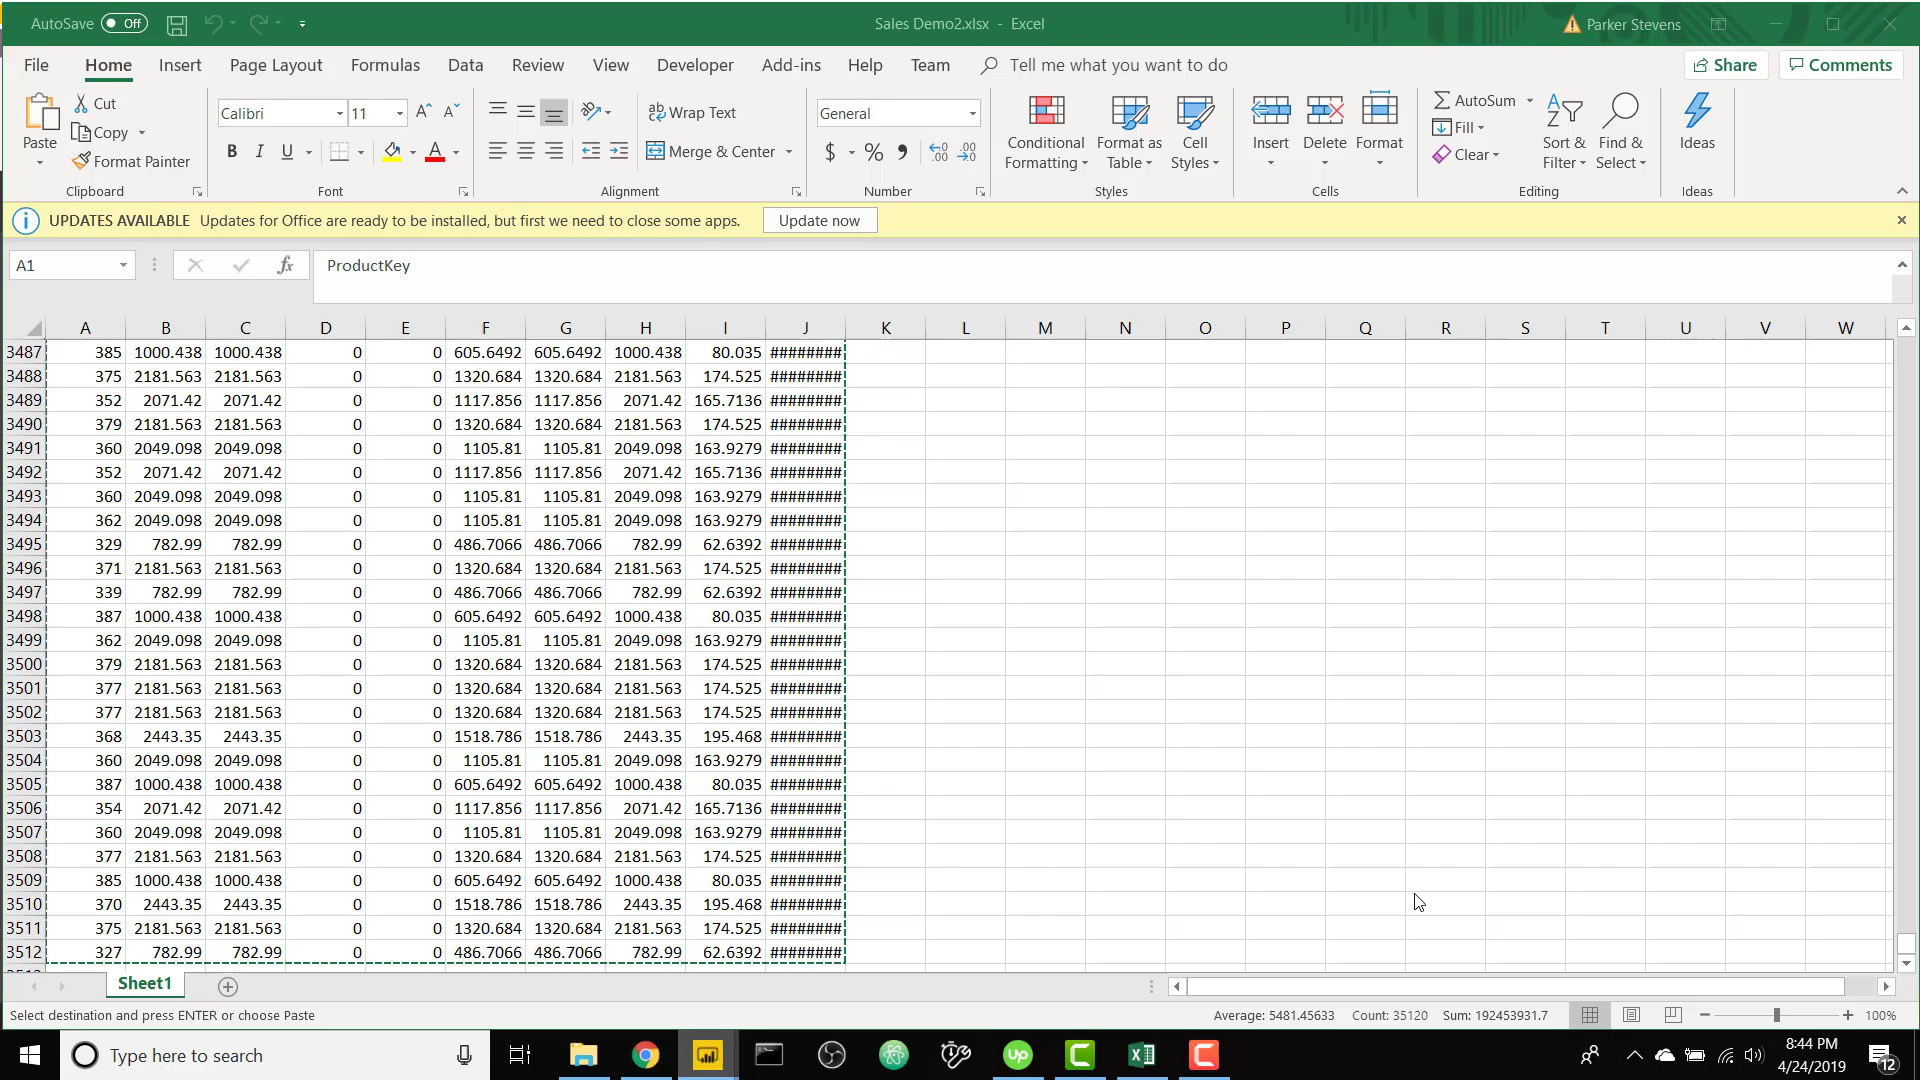 AutoSave Off
Sales Demo2.xlsx - Excel
Parker Stevens
File Home Insert Page Layout Formulas Data Review View Developer Add-ins Help Team Tell me what you want to do Share Comments
Paste
Cut
Copy
Format Painter
Clipboard
Calibri 11
B I U
Font
Wrap Text
Merge & Center
Alignment
General
$ % ,
Number
Conditional Formatting
Format as Table
Cell Styles
Styles
Insert Delete Format
Cells
AutoSum
Fill
Clear
Sort & Filter
Find & Select
Editing
Ideas
Ideas
UPDATES AVAILABLE Updates for Office are ready to be installed, but first we need to close some apps. Update now
A1 fx ProductKey
A B C D E F G H I J K L M N O P Q R S T U V W
3487 385 1000.438 1000.438 0 0 605.6492 605.6492 1000.438 80.035 ########
3488 375 2181.563 2181.563 0 0 1320.684 1320.684 2181.563 174.525 ########
3489 352 2071.42 2071.42 0 0 1117.856 1117.856 2071.42 165.7136 ########
3490 379 2181.563 2181.563 0 0 1320.684 1320.684 2181.563 174.525 ########
3491 360 2049.098 2049.098 0 0 1105.81 1105.81 2049.098 163.9279 ########
3492 352 2071.42 2071.42 0 0 1117.856 1117.856 2071.42 165.7136 ########
3493 360 2049.098 2049.098 0 0 1105.81 1105.81 2049.098 163.9279 ########
3494 362 2049.098 2049.098 0 0 1105.81 1105.81 2049.098 163.9279 ########
3495 329 782.99 782.99 0 0 486.7066 486.7066 782.99 62.6392 ########
3496 371 2181.563 2181.563 0 0 1320.684 1320.684 2181.563 174.525 ########
3497 339 782.99 782.99 0 0 486.7066 486.7066 782.99 62.6392 ########
3498 387 1000.438 1000.438 0 0 605.6492 605.6492 1000.438 80.035 ########
3499 362 2049.098 2049.098 0 0 1105.81 1105.81 2049.098 163.9279 ########
3500 379 2181.563 2181.563 0 0 1320.684 1320.684 2181.563 174.525 ########
3501 377 2181.563 2181.563 0 0 1320.684 1320.684 2181.563 174.525 ########
3502 377 2181.563 2181.563 0 0 1320.684 1320.684 2181.563 174.525 ########
3503 368 2443.35 2443.35 0 0 1518.786 1518.786 2443.35 195.468 ########
3504 360 2049.098 2049.098 0 0 1105.81 1105.81 2049.098 163.9279 ########
3505 387 1000.438 1000.438 0 0 605.6492 605.6492 1000.438 80.035 ########
3506 354 2071.42 2071.42 0 0 1117.856 1117.856 2071.42 165.7136 ########
3507 360 2049.098 2049.098 0 0 1105.81 1105.81 2049.098 163.9279 ########
3508 377 2181.563 2181.563 0 0 1320.684 1320.684 2181.563 174.525 ########
3509 385 1000.438 1000.438 0 0 605.6492 605.6492 1000.438 80.035 ########
3510 370 2443.35 2443.35 0 0 1518.786 1518.786 2443.35 195.468 ########
3511 375 2181.563 2181.563 0 0 1320.684 1320.684 2181.563 174.525 ########
3512 327 782.99 782.99 0 0 486.7066 486.7066 782.99 62.6392 ########
Sheet1
Select destination and press ENTER or choose Paste
Average: 5481.45633 Count: 35120 Sum: 192453931.7 100%
Type here to search
up
8:44 PM
4/24/2019
12